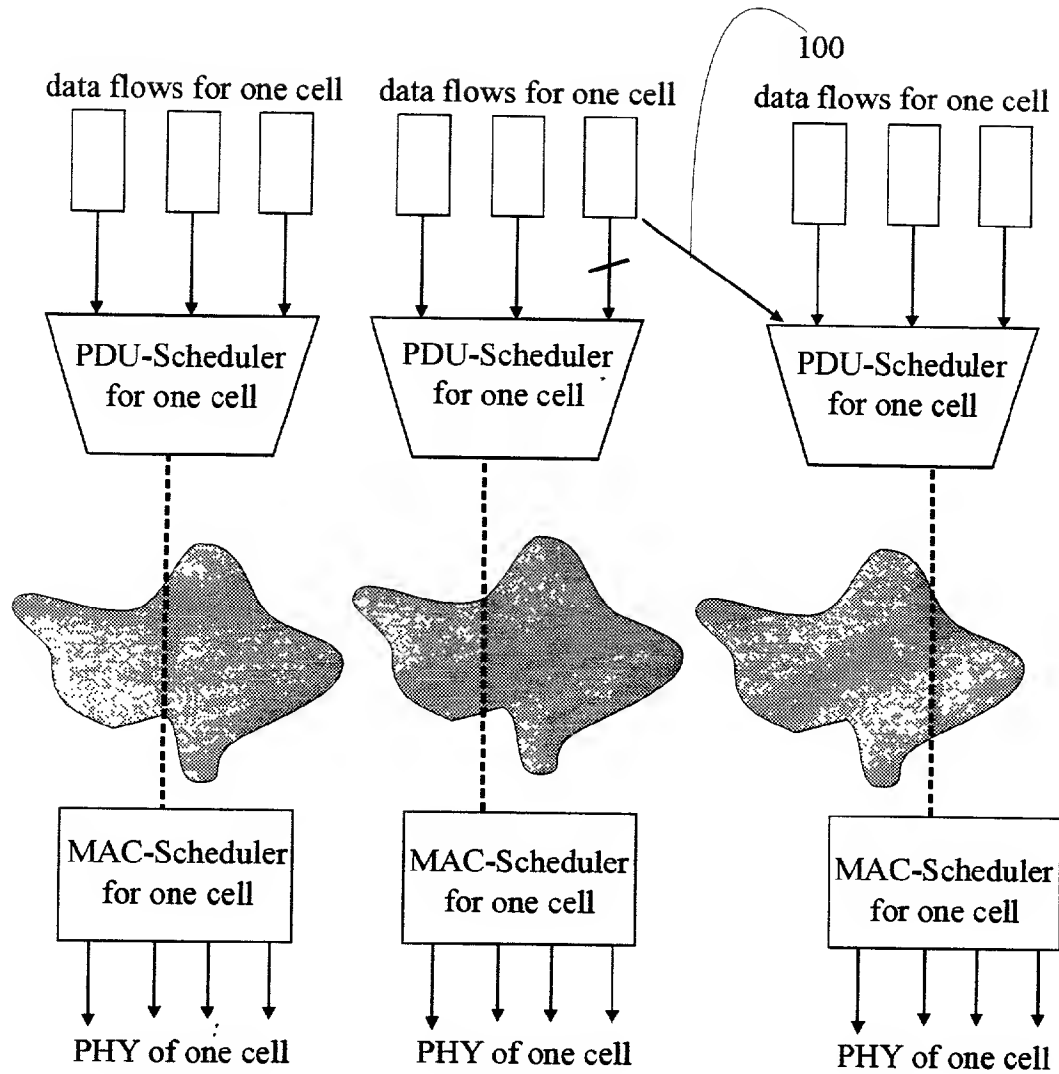 100
data flows for one cell
data flows for one cell
data flows for one cell
PDU-Scheduler
for one cell
PDU-Scheduler
for one cell
PDU-Scheduler
for one cell
MAC-Scheduler
for one cell
MAC-Scheduler
for one cell
MAC-Scheduler
for one cell
PHY of one cell
PHY of one cell
PHY of one cell